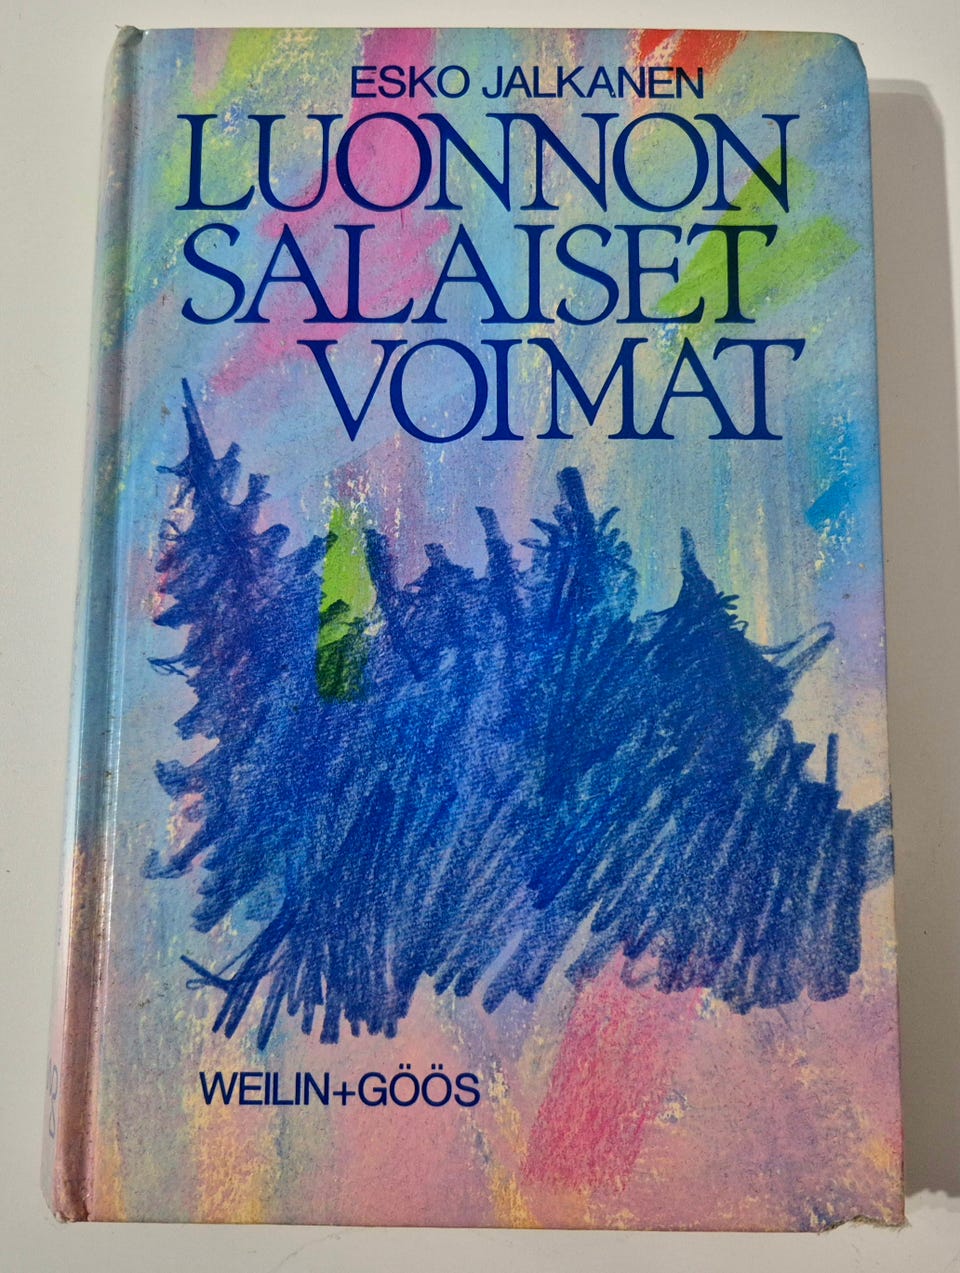 ESKO JALKANEN
LUONNON
SALAISET
VOIMAT
WEILIN+GÖÖS